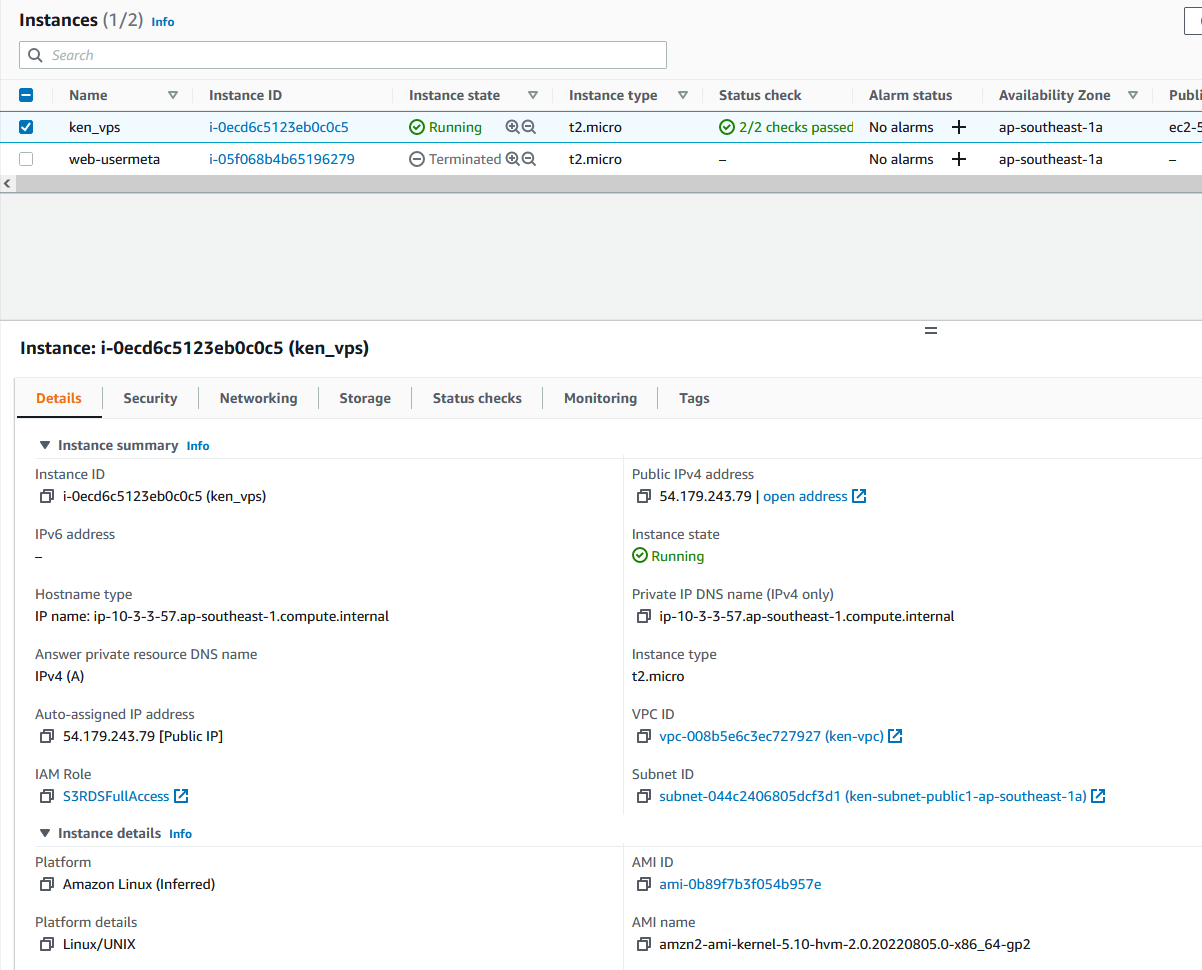 Instances (1/2) Info
Search
Name Instance ID Instance state Instance type Status check Alarm status Availability Zone Publi
ken_vps i-0ecd6c5123eb0c0c5 Running t2.micro 2/2 checks passed No alarms + ap-southeast-1a ec2-5
web-usermeta i-05f068b4b65196279 Terminated t2.micro – No alarms + ap-southeast-1a –
Instance: i-0ecd6c5123eb0c0c5 (ken_vps)
Details Security Networking Storage Status checks Monitoring Tags
Instance summary Info
Instance ID
i-0ecd6c5123eb0c0c5 (ken_vps)
Public IPv4 address
54.179.243.79 | open address
IPv6 address
–
Instance state
Running
Hostname type
IP name: ip-10-3-3-57.ap-southeast-1.compute.internal
Private IP DNS name (IPv4 only)
ip-10-3-3-57.ap-southeast-1.compute.internal
Answer private resource DNS name
IPv4 (A)
Instance type
t2.micro
Auto-assigned IP address
54.179.243.79 [Public IP]
VPC ID
vpc-008b5e6c3ec727927 (ken-vpc)
IAM Role
S3RDSFullAccess
Subnet ID
subnet-044c2406805dcf3d1 (ken-subnet-public1-ap-southeast-1a)
Instance details Info
Platform
Amazon Linux (Inferred)
AMI ID
ami-0b89f7b3f054b957e
Platform details
Linux/UNIX
AMI name
amzn2-ami-kernel-5.10-hvm-2.0.20220805.0-x86_64-gp2